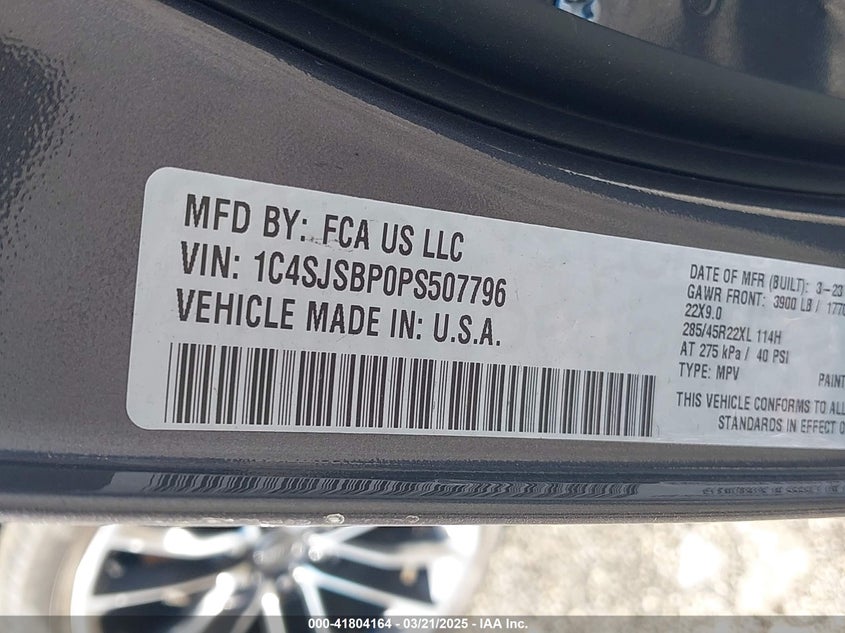 MFD BY: FCA US LLC
VIN: 1C4SJSBP0PS507796
VEHICLE MADE IN: U.S.A.
DATE OF MFR (BUILT): 3-23
GAWR FRONT: 3900 LB / 1770
22X9.0
285/45R22XL 114H
AT 275 kPa / 40 PSI
TYPE: MPV
PAINT
THIS VEHICLE CONFORMS TO ALL
STANDARDS IN EFFECT O
000-41804164 — 03/21/2025 — IAA Inc.